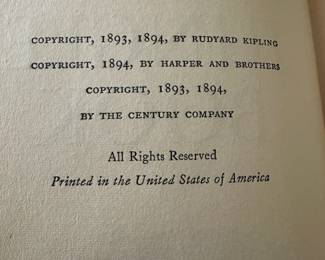 COPYRIGHT, 1893, 1894, BY RUDYARD KIPLING
COPYRIGHT, 1894, BY HARPER AND BROTHERS
COPYRIGHT, 1893, 1894,
BY THE CENTURY COMPANY
All Rights Reserved
Printed in the United States of America